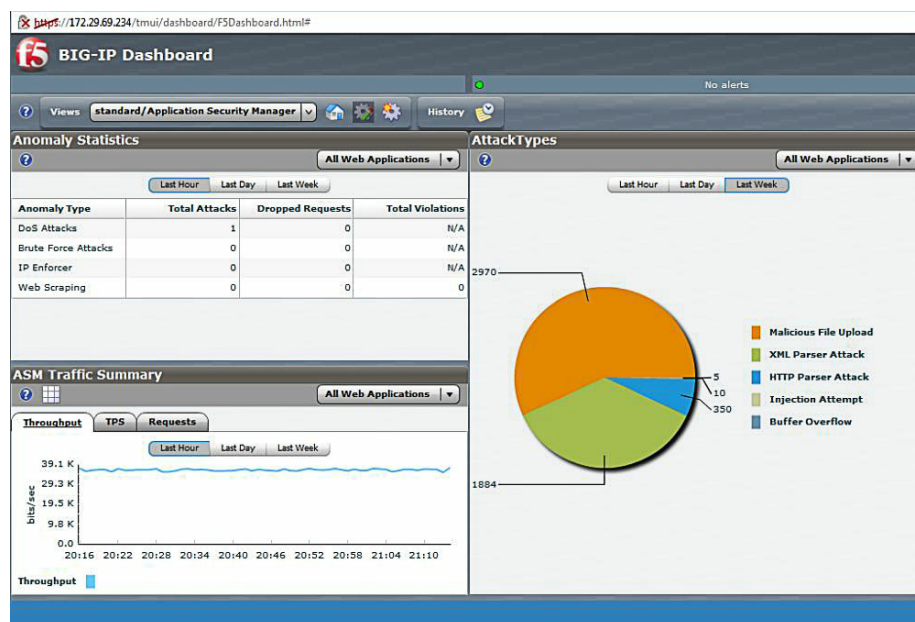 https://172.29.69.234/tmui/dashboard/F5Dashboard.html#
f5 BIG-IP Dashboard
No alerts
Views standard/Application Security Manager History
Anomaly Statistics
All Web Applications
Last Hour Last Day Last Week
Anomaly Type Total Attacks Dropped Requests Total Violations
DoS Attacks 1 0 N/A
Brute Force Attacks 0 0 N/A
IP Enforcer 0 0 N/A
Web Scraping 0 0 0
ASM Traffic Summary
All Web Applications
Throughput TPS Requests
Last Hour Last Day Last Week
39.1 K
29.3 K
19.5 K
9.8 K
0.0
bits/sec
20:16 20:22 20:28 20:34 20:40 20:46 20:52 20:58 21:04 21:10
Throughput
AttackTypes
All Web Applications
Last Hour Last Day Last Week
2970
5
10
350
1884
Malicious File Upload
XML Parser Attack
HTTP Parser Attack
Injection Attempt
Buffer Overflow